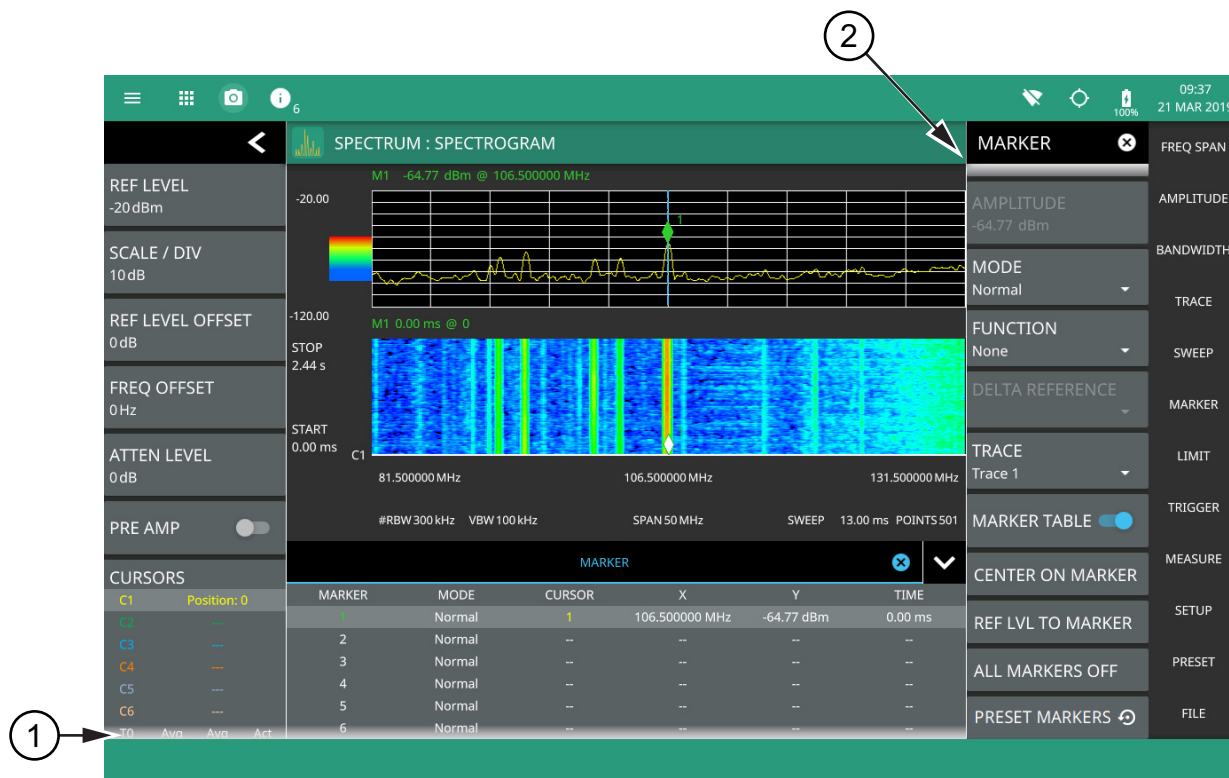 2
6
100%
09:37
21 MAR 2019
SPECTRUM : SPECTROGRAM
REF LEVEL
-20 dBm
SCALE / DIV
10 dB
REF LEVEL OFFSET
0 dB
FREQ OFFSET
0 Hz
ATTEN LEVEL
0 dB
PRE AMP
CURSORS
C1 Position: 0
C2 ---
C3 ---
C4 ---
C5 ---
C6 ---
T0 Avg Avg Act
1
M1 -64.77 dBm @ 106.500000 MHz
-20.00
1
-120.00
M1 0.00 ms @ 0
STOP
2.44 s
START
0.00 ms
C1
81.500000 MHz 106.500000 MHz 131.500000 MHz
#RBW 300 kHz VBW 100 kHz SPAN 50 MHz SWEEP 13.00 ms POINTS 501
MARKER
MARKER MODE CURSOR X Y TIME
1 Normal 1 106.500000 MHz -64.77 dBm 0.00 ms
2 Normal -- -- -- --
3 Normal -- -- -- --
4 Normal -- -- -- --
5 Normal -- -- -- --
6 Normal -- -- -- --
MARKER
AMPLITUDE
-64.77 dBm
MODE
Normal
FUNCTION
None
DELTA REFERENCE
--
TRACE
Trace 1
MARKER TABLE
CENTER ON MARKER
REF LVL TO MARKER
ALL MARKERS OFF
PRESET MARKERS
FREQ SPAN
AMPLITUDE
BANDWIDTH
TRACE
SWEEP
MARKER
LIMIT
TRIGGER
MEASURE
SETUP
PRESET
FILE